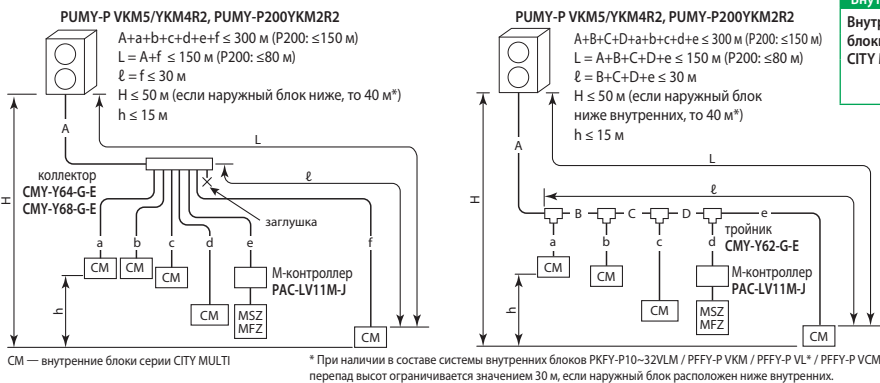 PUMY-P VKM5/YKM4R2, PUMY-P200YKM2R2
A+a+b+c+d+e+f ≤ 300 м (P200: ≤150 м)
L = A+f ≤ 150 м (P200: ≤80 м)
ℓ = f ≤ 30 м
H ≤ 50 м (если наружный блок ниже, то 40 м*)
h ≤ 15 м
A
L
H
коллектор
CMY-Y64-G-E
CMY-Y68-G-E
ℓ
заглушка
a
b
c
d
e
f
CM
CM
CM
М-контроллер
PAC-LV11M-J
h
CM
MSZ
MFZ
CM
CM — внутренние блоки серии CITY MULTI
PUMY-P VKM5/YKM4R2, PUMY-P200YKM2R2
A+B+C+D+a+b+c+d+e ≤ 300 м (P200: ≤150 м)
L = A+B+C+D+e ≤ 150 м (P200: ≤80 м)
ℓ = B+C+D+e ≤ 30 м
H ≤ 50 м (если наружный блок
ниже внутренних, то 40 м*)
h ≤ 15 м
A
L
H
ℓ
B
C
D
e
тройник
CMY-Y62-G-E
a
b
c
d
CM
CM
М-контроллер
PAC-LV11M-J
h
CM
MSZ
MFZ
CM
* При наличии в составе системы внутренних блоков PKFY-P10~32VLM / PFFY-P VKM / PFFY-P VL* / PFFY-P VCM
перепад высот ограничивается значением 30 м, если наружный блок расположен ниже внутренних.
Внутр
блоки
CITY M